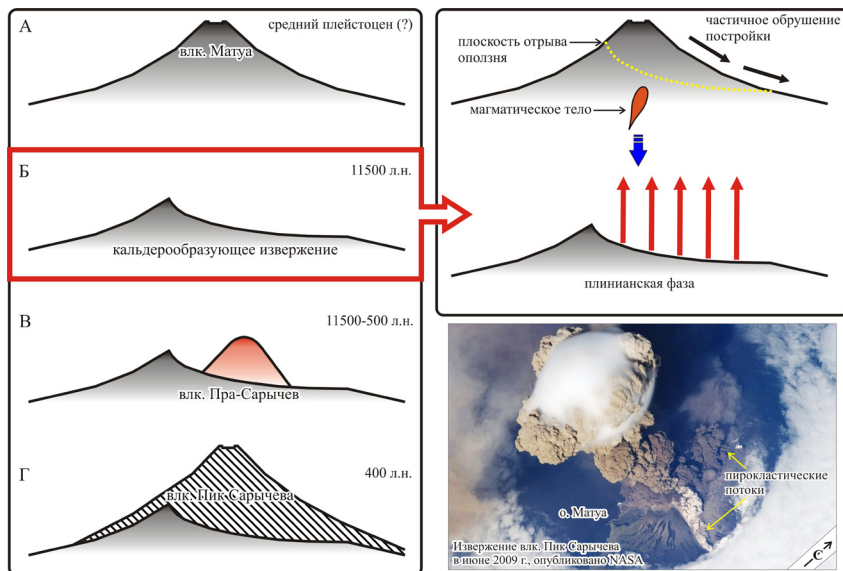 А
средний плейстоцен (?)
влк. Матуа
Б
11500 л.н.
кальдерообразующее извержение
В
11500-500 л.н.
влк. Пра-Сарычев
Г
400 л.н.
влк. Пик Сарычева
плоскость отрыва
оползня
частичное обрушение
постройки
магматическое тело
плинианская фаза
пирокластические
потоки
о. Матуа
Извержение влк. Пик Сарычева
в июне 2009 г., опубликовано NASA
С